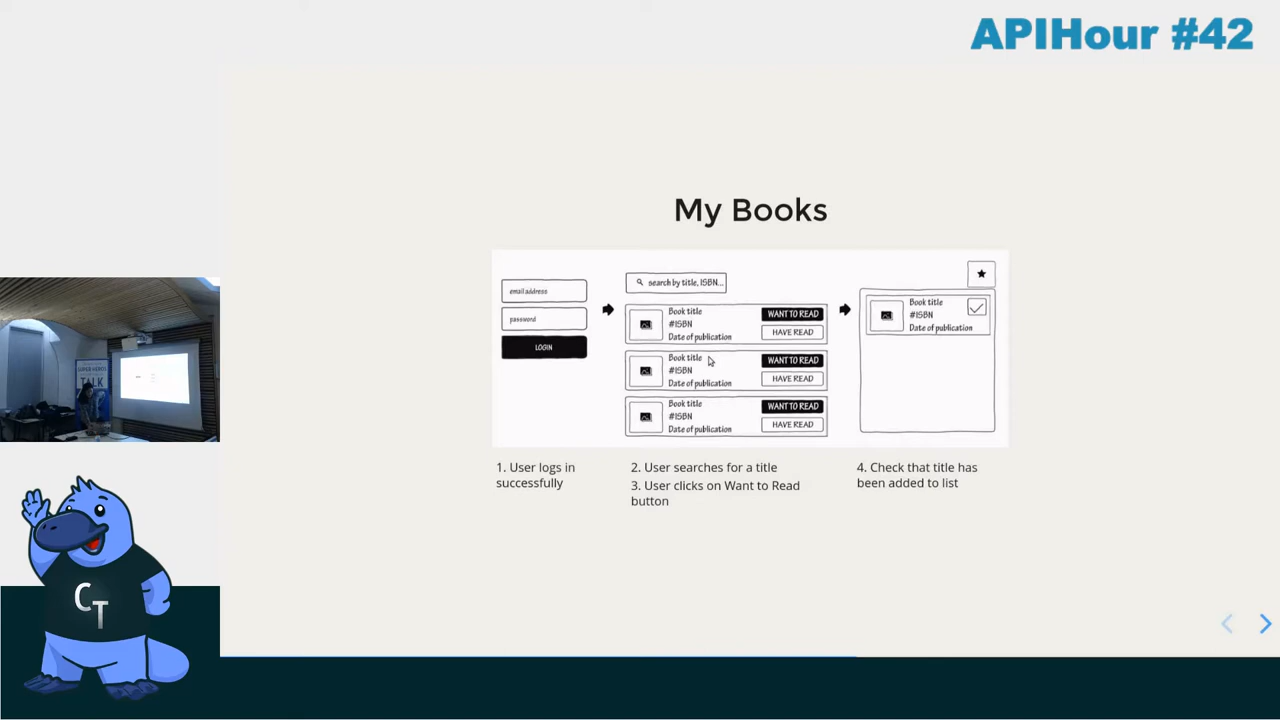 APIHour #42
My Books
email address
password
LOGIN
search by title, ISBN...
Book title
#ISBN
Date of publication
WANT TO READ
HAVE READ
Book title
#ISBN
Date of publication
WANT TO READ
HAVE READ
Book title
#ISBN
Date of publication
WANT TO READ
HAVE READ
Book title
#ISBN
Date of publication
1. User logs in
successfully
2. User searches for a title
3. User clicks on Want to Read
button
4. Check that title has
been added to list
SUPER HEROES
TALK
CT